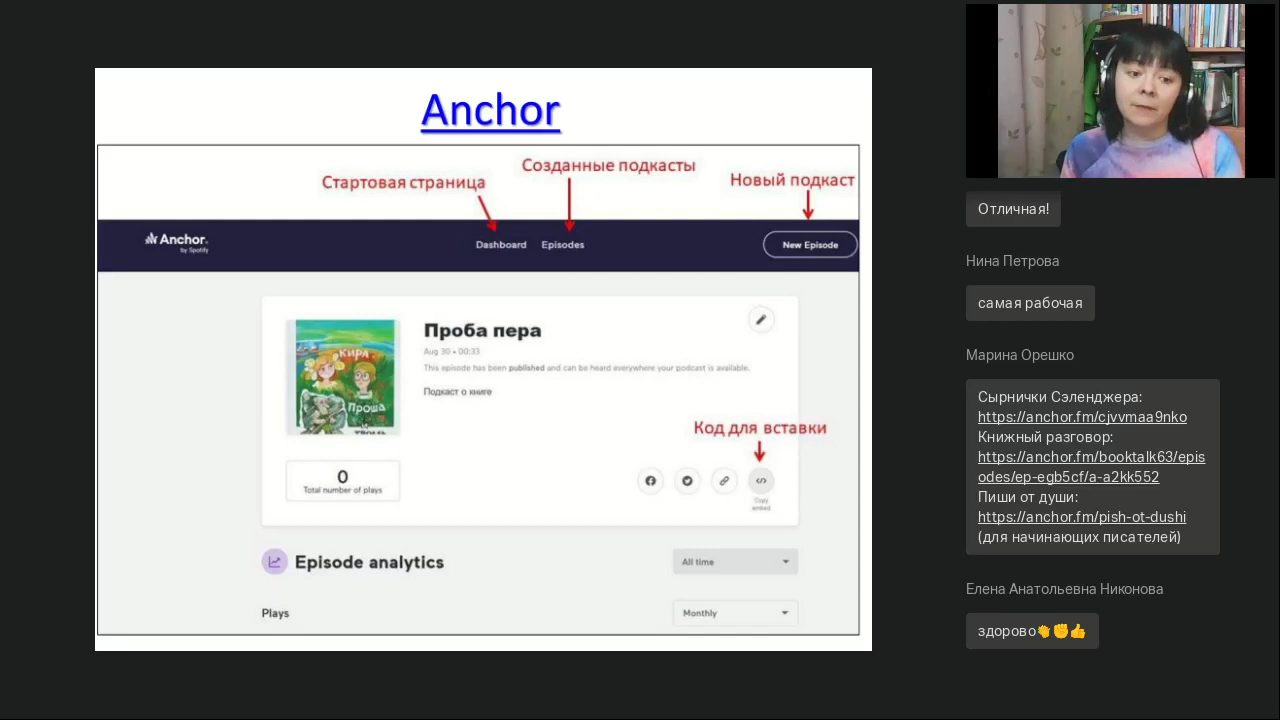 Anchor
Созданные подкасты
Стартовая страница
Новый подкаст
Anchor
by Spotify
Dashboard
Episodes
New Episode
КИРА
Проша
Проба пера
Aug 30 • 00:33
This episode has been published and can be heard everywhere your podcast is available.
Подкаст о книге
Код для вставки
0
Total number of plays
Copy
embed
Episode analytics
All time
Plays
Monthly
Отличная!
Нина Петрова
самая рабочая
Марина Орешко
Сырнички Сэленджера:
https://anchor.fm/cjvvmaa9nko
Книжный разговор:
https://anchor.fm/booktalk63/epis
odes/ep-egb5cf/a-a2kk552
Пиши от души:
https://anchor.fm/pish-ot-dushi
(для начинающих писателей)
Елена Анатольевна Никонова
здорово👏✊👍